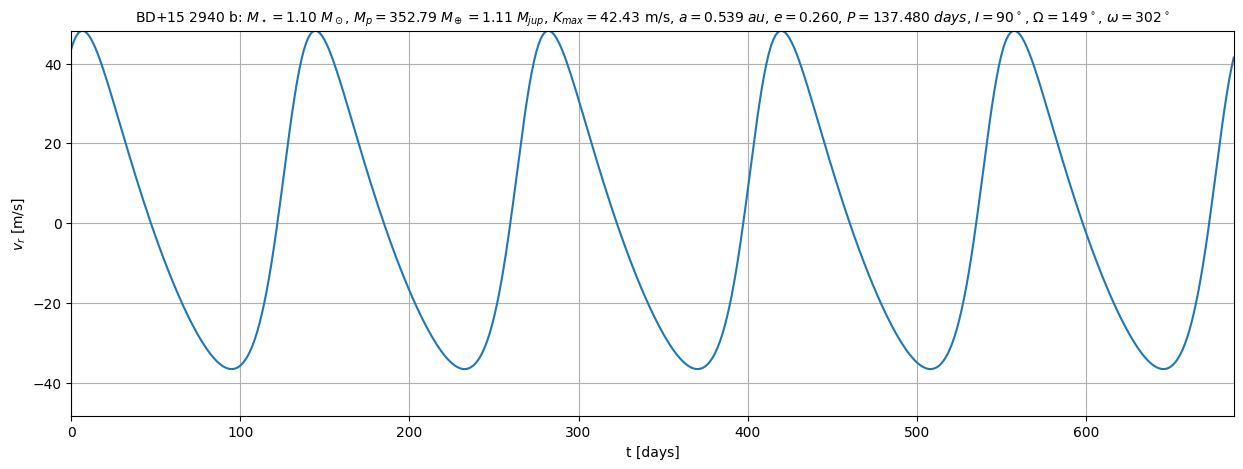 BD+15 2940 b: M⋆ = 1.10 M⊙, Mp = 352.79 M⊕ = 1.11 Mjup, Kmax = 42.43 m/s, a = 0.539 au, e = 0.260, P = 137.480 days, I = 90°, Ω = 149°, ω = 302°
40
20
0
−20
−40
vr [m/s]
0 100 200 300 400 500 600
t [days]